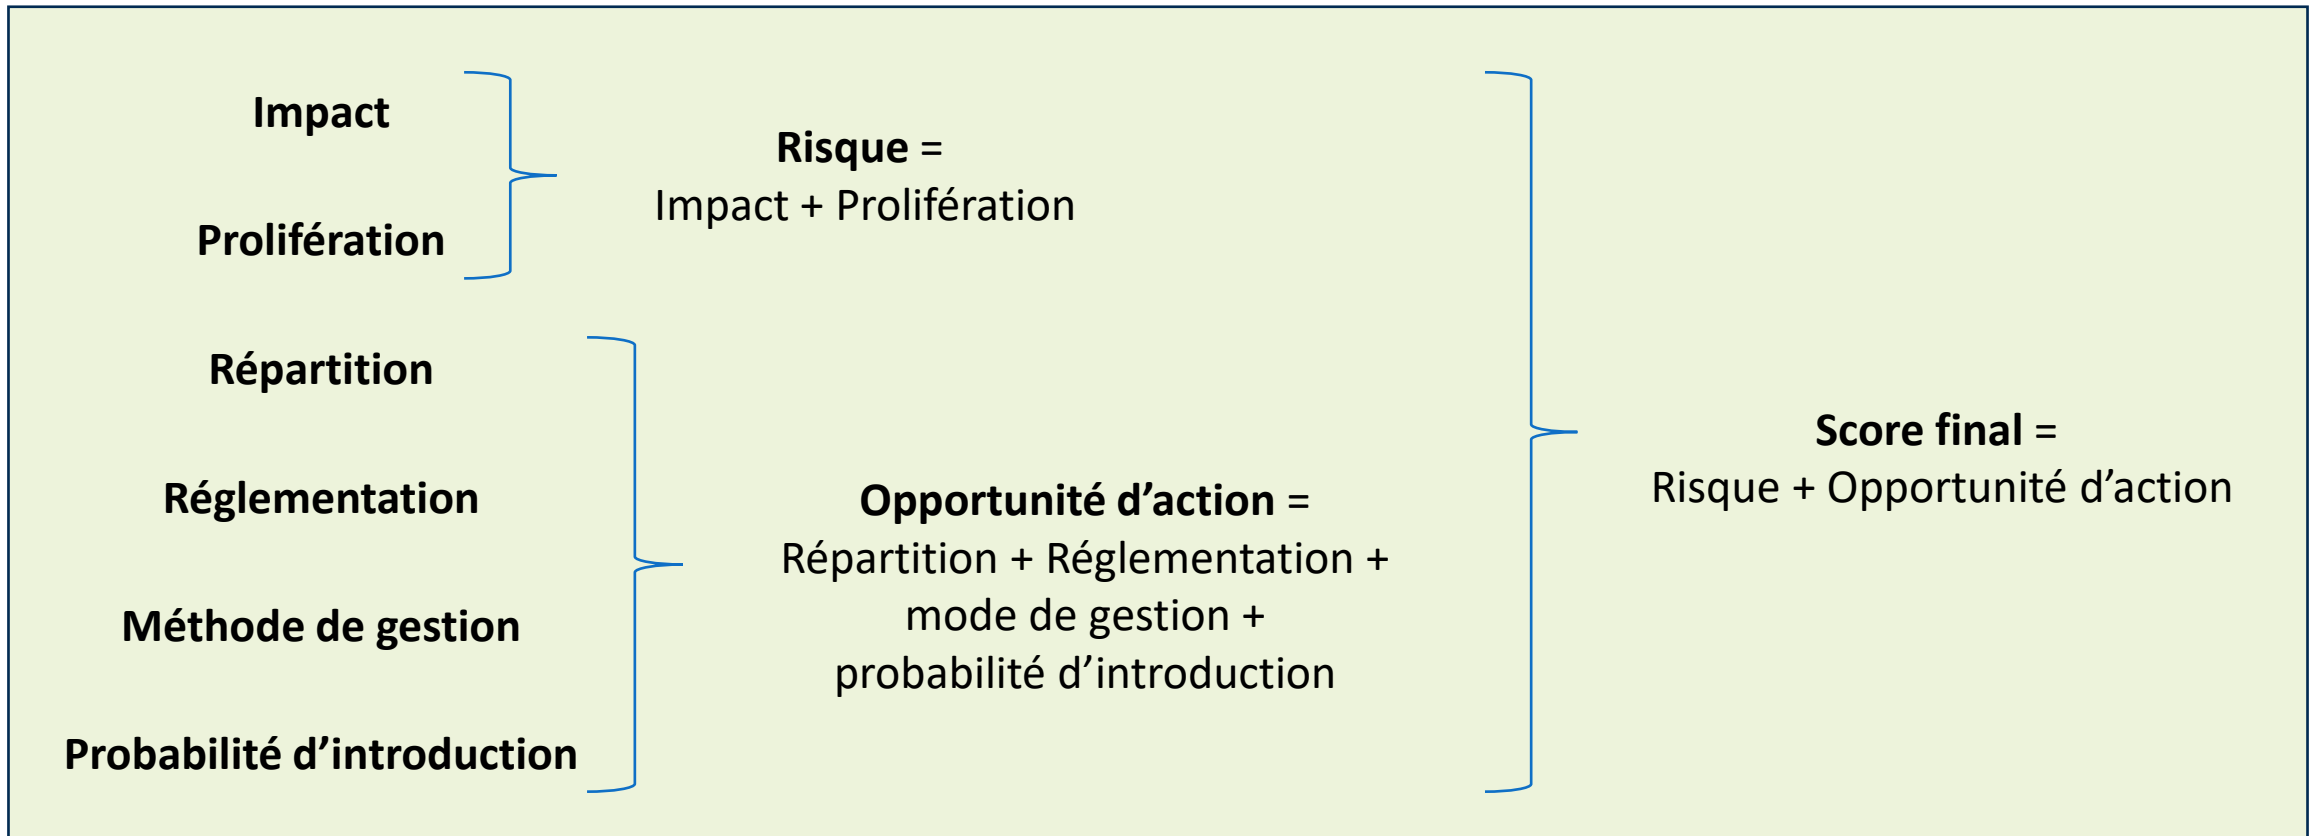 Impact
Prolifération
Risque =
Impact + Prolifération
Répartition
Réglementation
Méthode de gestion
Probabilité d’introduction
Opportunité d’action =
Répartition + Réglementation +
mode de gestion +
probabilité d’introduction
Score final =
Risque + Opportunité d’action